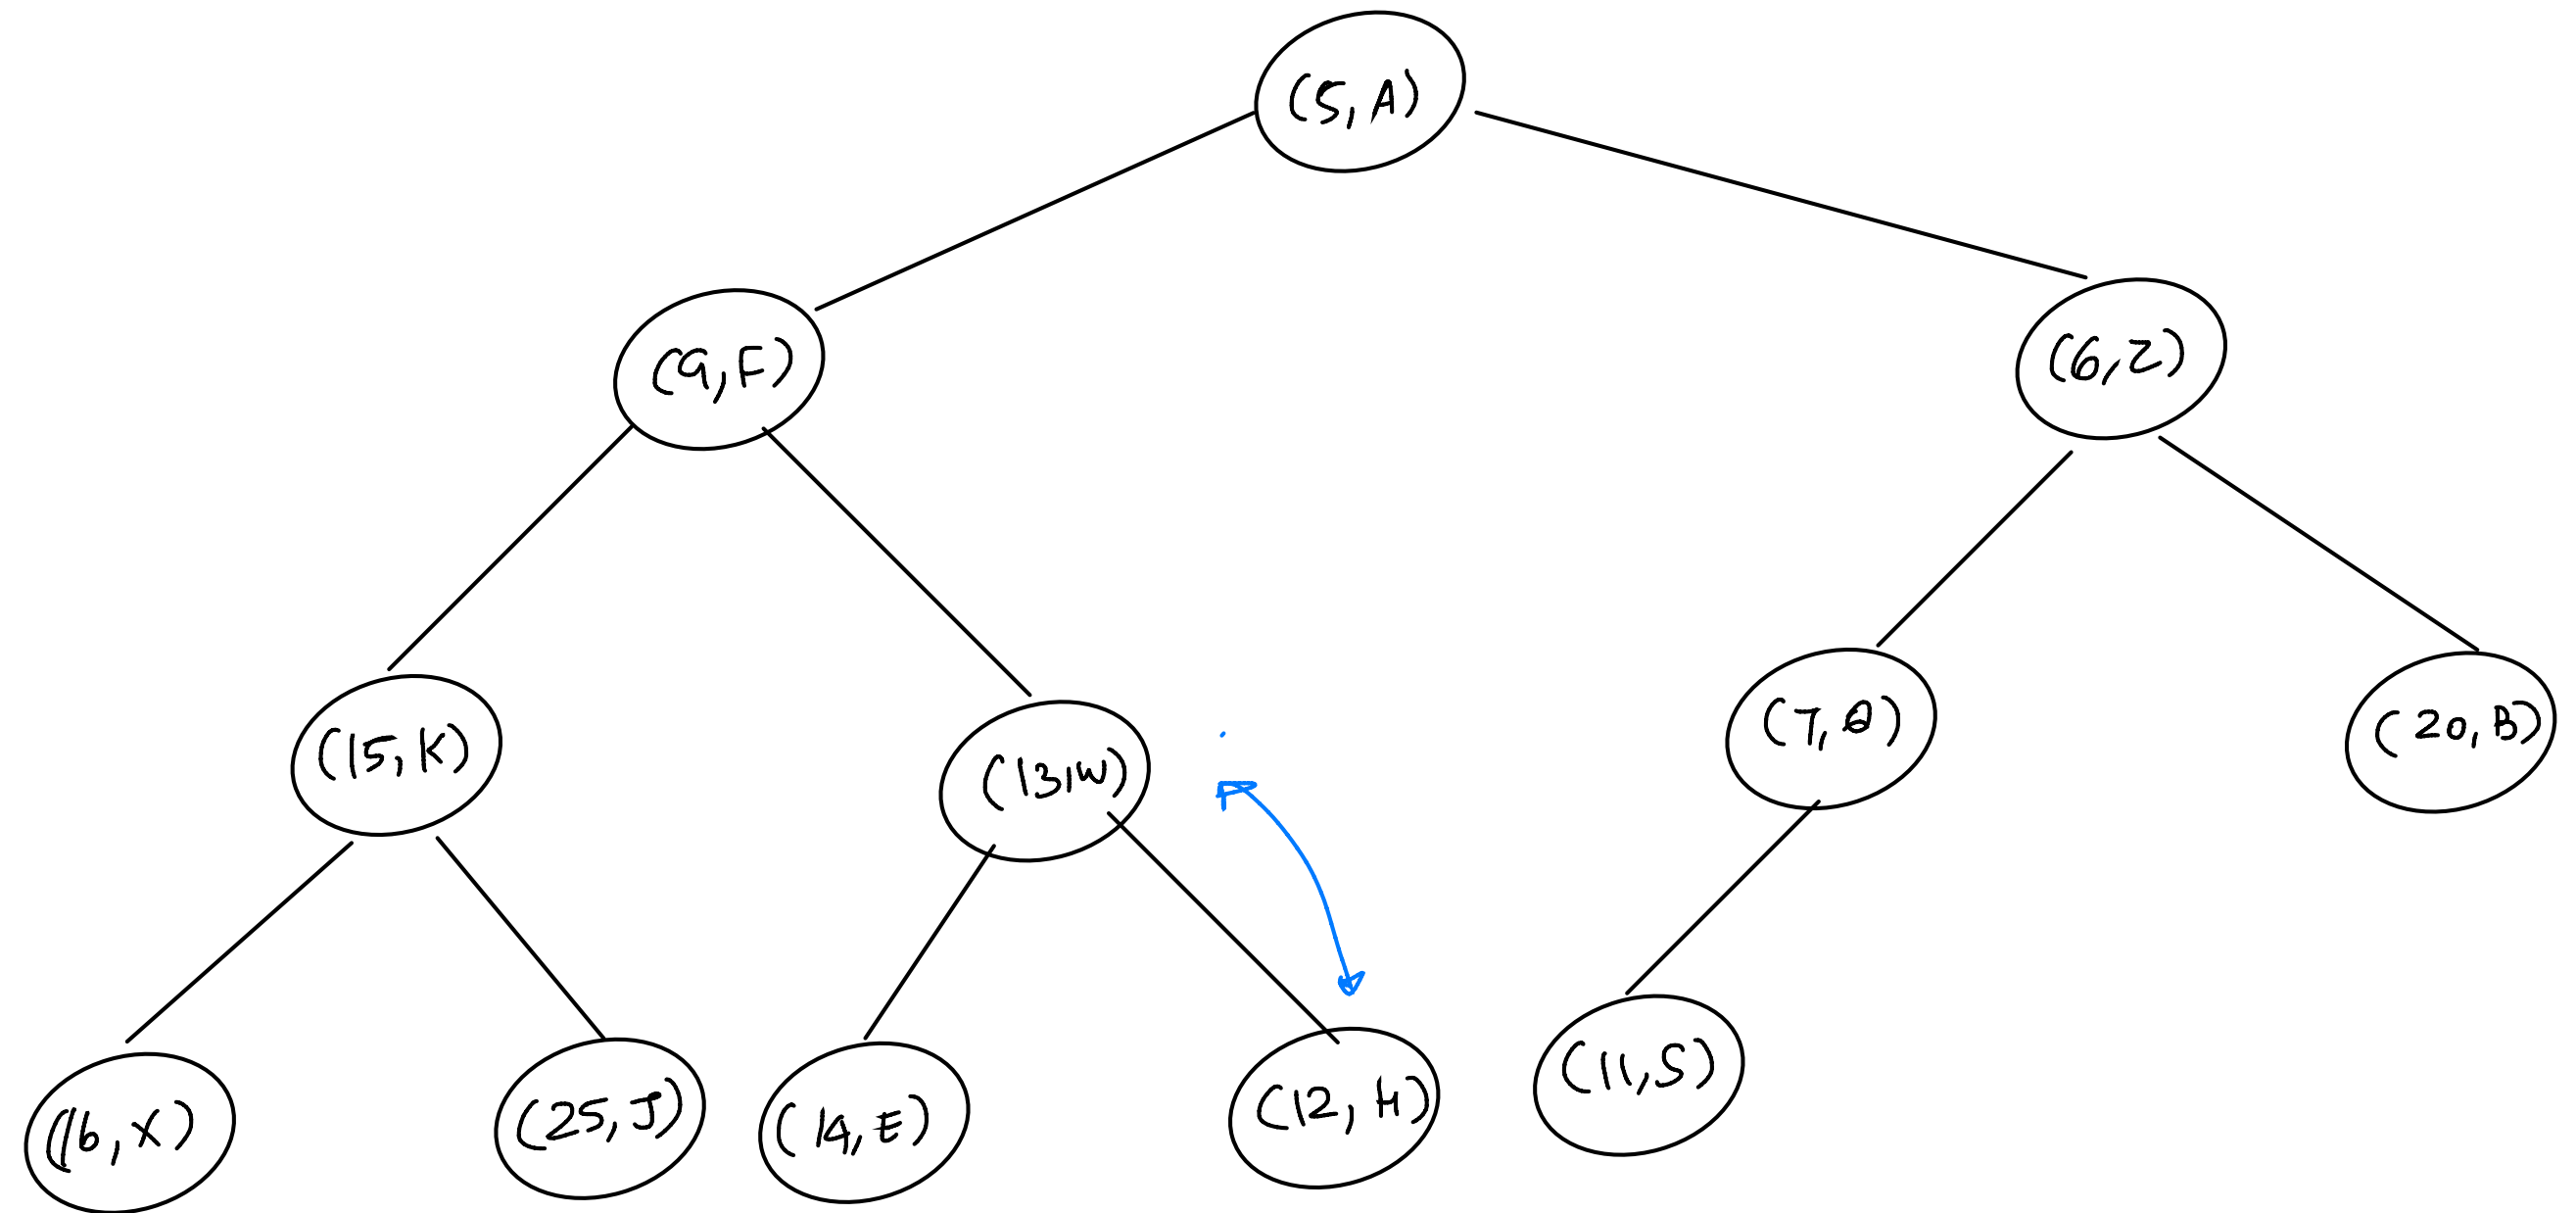 (5, A)
(9, F)
(6, Z)
(15, K)
(13, W)
(7, Q)
(20, B)
(16, X)
(25, J)
(14, E)
(12, H)
(11, S)